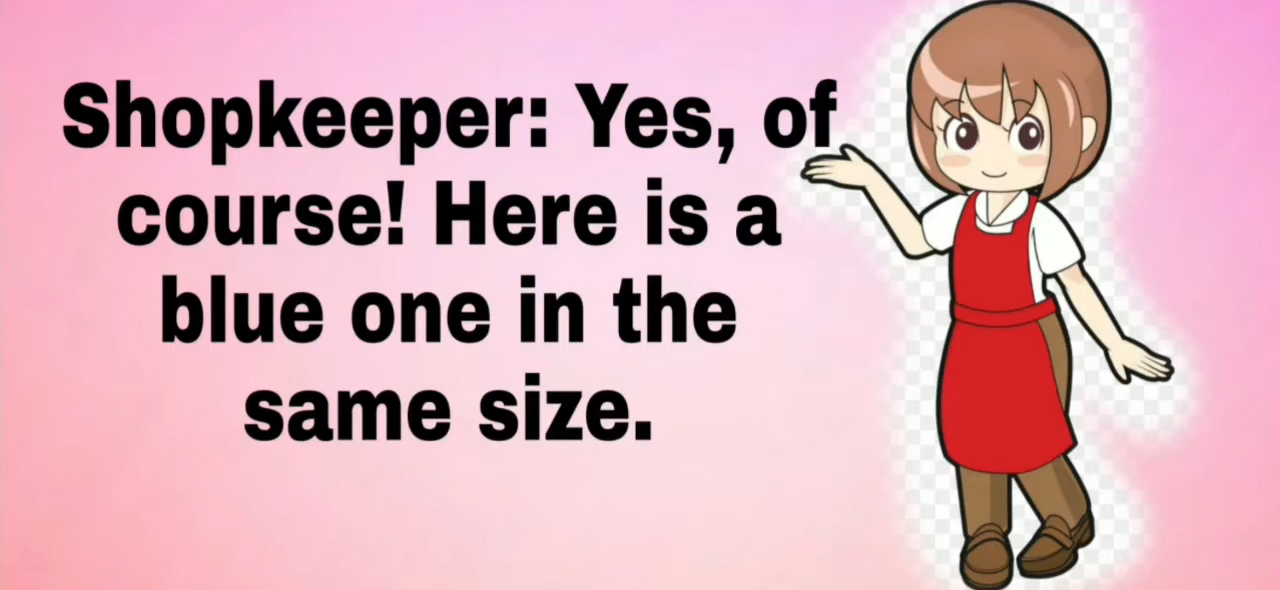 Shopkeeper: Yes, of
course! Here is a
blue one in the
same size.